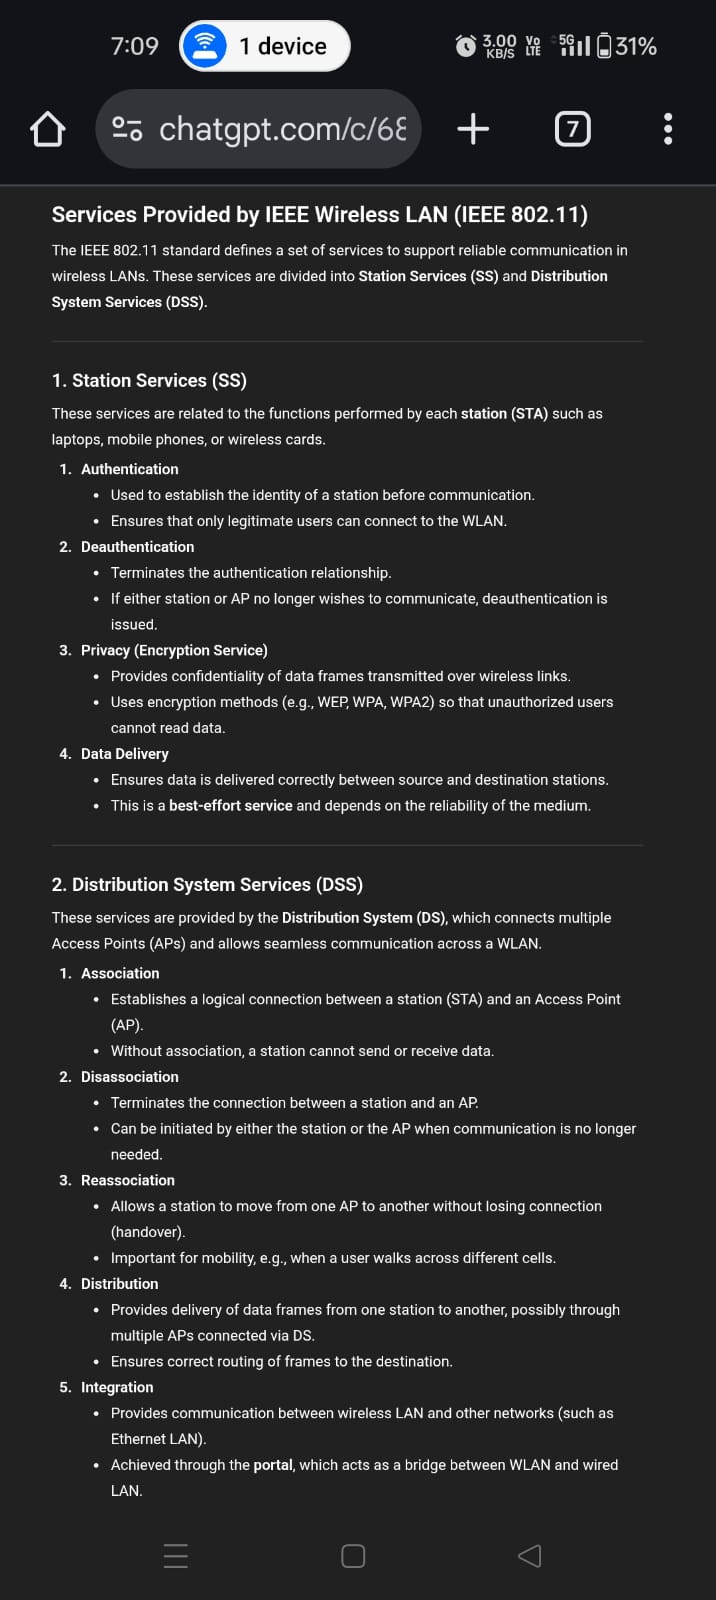 7:09
1 device
3.00 KB/S
Vo LTE
5G
31%
chatgpt.com/c/68
7
Services Provided by IEEE Wireless LAN (IEEE 802.11)
The IEEE 802.11 standard defines a set of services to support reliable communication in
wireless LANs. These services are divided into Station Services (SS) and Distribution
System Services (DSS).
1. Station Services (SS)
These services are related to the functions performed by each station (STA) such as
laptops, mobile phones, or wireless cards.
1. Authentication
• Used to establish the identity of a station before communication.
• Ensures that only legitimate users can connect to the WLAN.
2. Deauthentication
• Terminates the authentication relationship.
• If either station or AP no longer wishes to communicate, deauthentication is
issued.
3. Privacy (Encryption Service)
• Provides confidentiality of data frames transmitted over wireless links.
• Uses encryption methods (e.g., WEP, WPA, WPA2) so that unauthorized users
cannot read data.
4. Data Delivery
• Ensures data is delivered correctly between source and destination stations.
• This is a best-effort service and depends on the reliability of the medium.
2. Distribution System Services (DSS)
These services are provided by the Distribution System (DS), which connects multiple
Access Points (APs) and allows seamless communication across a WLAN.
1. Association
• Establishes a logical connection between a station (STA) and an Access Point
(AP).
• Without association, a station cannot send or receive data.
2. Disassociation
• Terminates the connection between a station and an AP.
• Can be initiated by either the station or the AP when communication is no longer
needed.
3. Reassociation
• Allows a station to move from one AP to another without losing connection
(handover).
• Important for mobility, e.g., when a user walks across different cells.
4. Distribution
• Provides delivery of data frames from one station to another, possibly through
multiple APs connected via DS.
• Ensures correct routing of frames to the destination.
5. Integration
• Provides communication between wireless LAN and other networks (such as
Ethernet LAN).
• Achieved through the portal, which acts as a bridge between WLAN and wired
LAN.